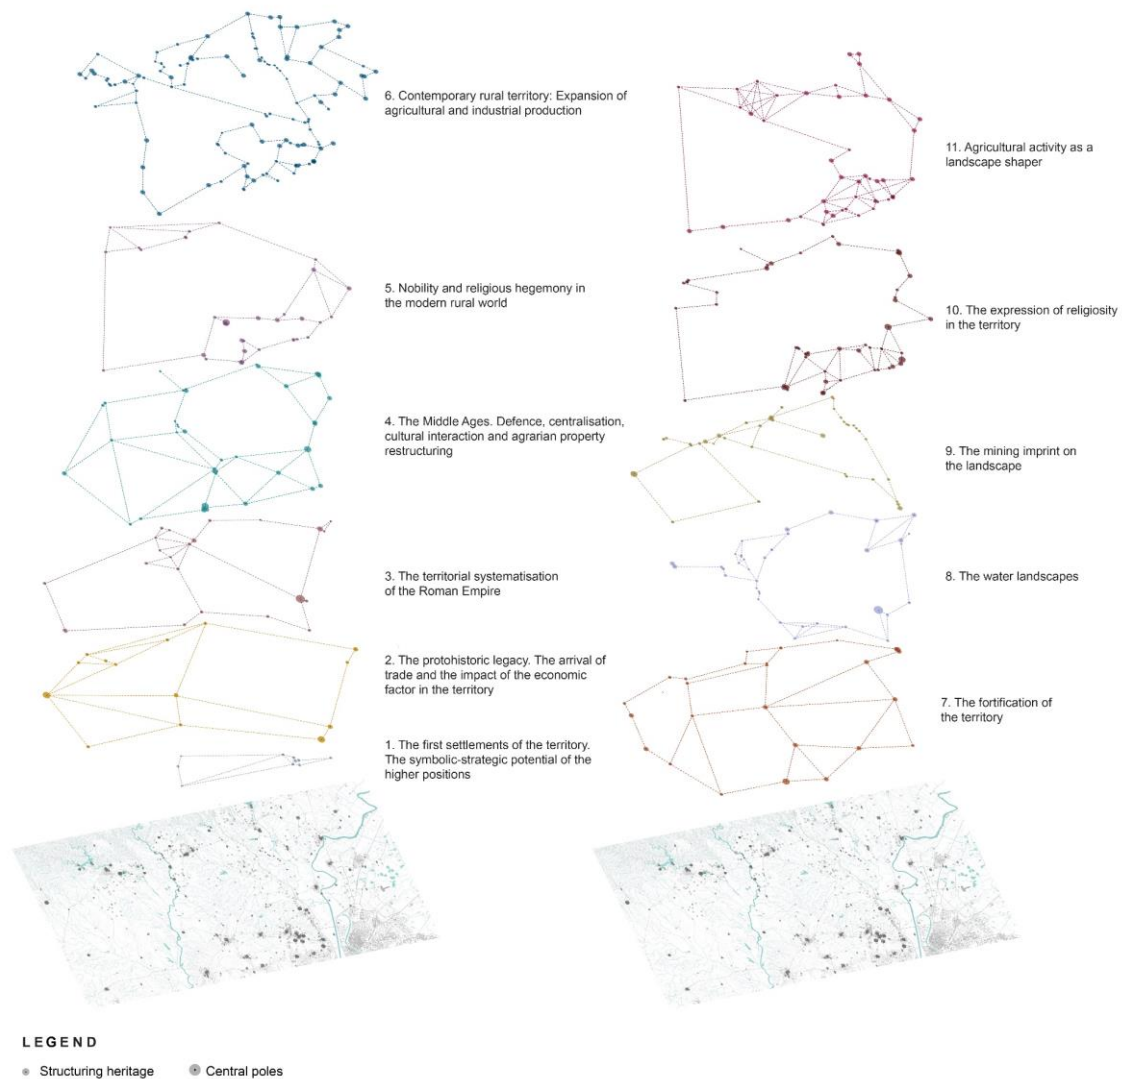 6. Contemporary rural territory: Expansion of
agricultural and industrial production
5. Nobility and religious hegemony in
the modern rural world
4. The Middle Ages. Defence, centralisation,
cultural interaction and agrarian property
restructuring
3. The territorial systematisation
of the Roman Empire
2. The protohistoric legacy. The arrival of
trade and the impact of the economic
factor in the territory
1. The first settlements of the territory.
The symbolic-strategic potential of the
higher positions
11. Agricultural activity as a
landscape shaper
10. The expression of religiosity
in the territory
9. The mining imprint on
the landscape
8. The water landscapes
7. The fortification of
the territory
LEGEND
Structuring heritage
Central poles